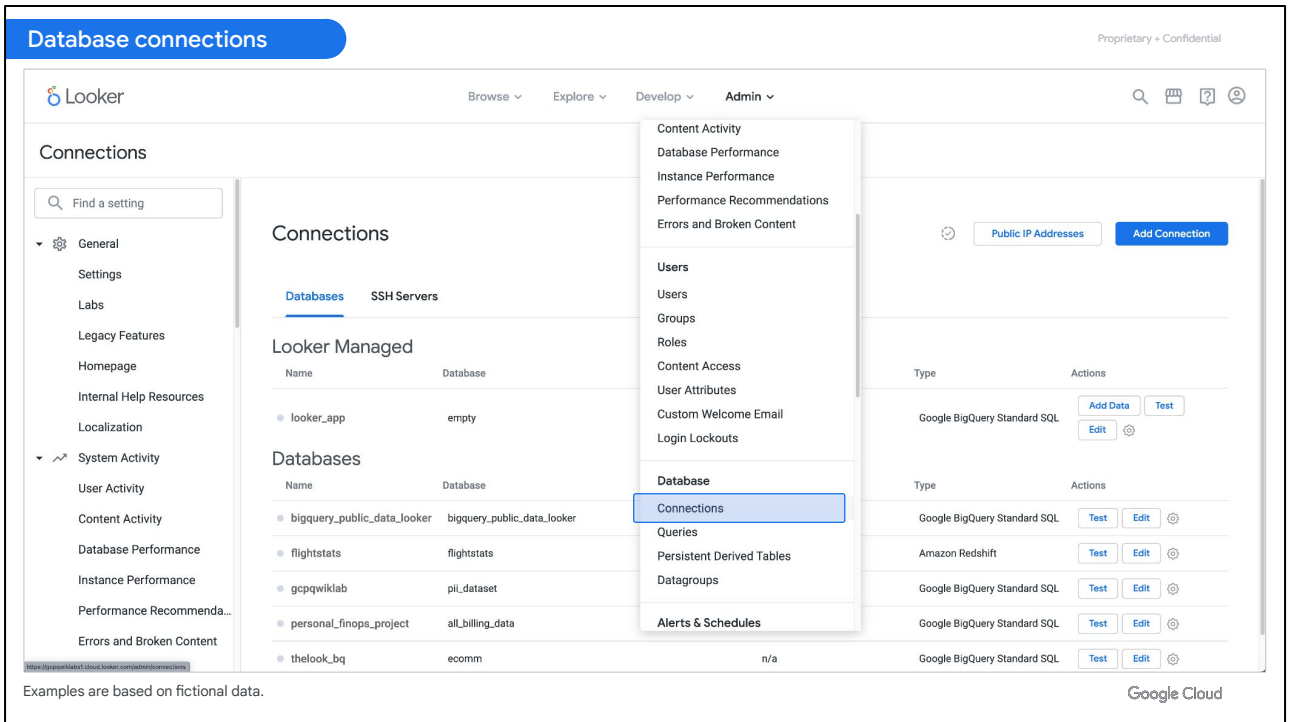 Database connections
Proprietary + Confidential
Looker
Browse
Explore
Develop
Admin
Connections
Find a setting
General
Settings
Labs
Legacy Features
Homepage
Internal Help Resources
Localization
System Activity
User Activity
Content Activity
Database Performance
Instance Performance
Performance Recommenda...
Errors and Broken Content
https://gcpqwiklabs1.cloud.looker.com/admin/connections
Content Activity
Database Performance
Instance Performance
Performance Recommendations
Errors and Broken Content
Users
Users
Groups
Roles
Content Access
User Attributes
Custom Welcome Email
Login Lockouts
Database
Connections
Queries
Persistent Derived Tables
Datagroups
Alerts & Schedules
Connections
Public IP Addresses
Add Connection
Databases
SSH Servers
Looker Managed
Name Database Type Actions
looker_app empty Google BigQuery Standard SQL Add Data Test
Edit
Databases
Name Database Type Actions
bigquery_public_data_looker bigquery_public_data_looker Google BigQuery Standard SQL Test Edit
flightstats flightstats Amazon Redshift Test Edit
gcpqwiklab pii_dataset Google BigQuery Standard SQL Test Edit
personal_finops_project all_billing_data Google BigQuery Standard SQL Test Edit
thelook_bq ecomm n/a Google BigQuery Standard SQL Test Edit
Examples are based on fictional data.
Google Cloud